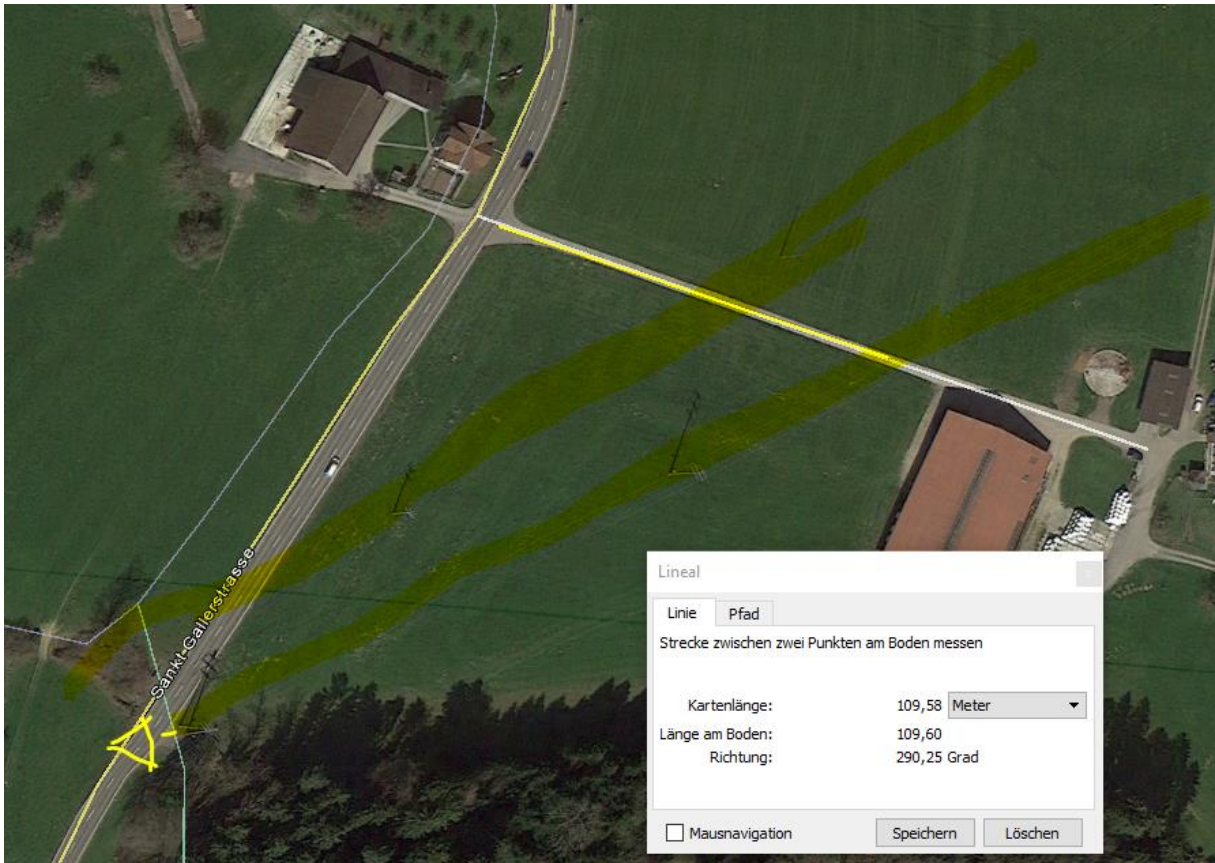 Sankt-Gallerstrasse
Lineal
Linie Pfad
Strecke zwischen zwei Punkten am Boden messen
Kartenlänge: 109,58 Meter
Länge am Boden: 109,60
Richtung: 290,25 Grad
Mausnavigation Speichern Löschen